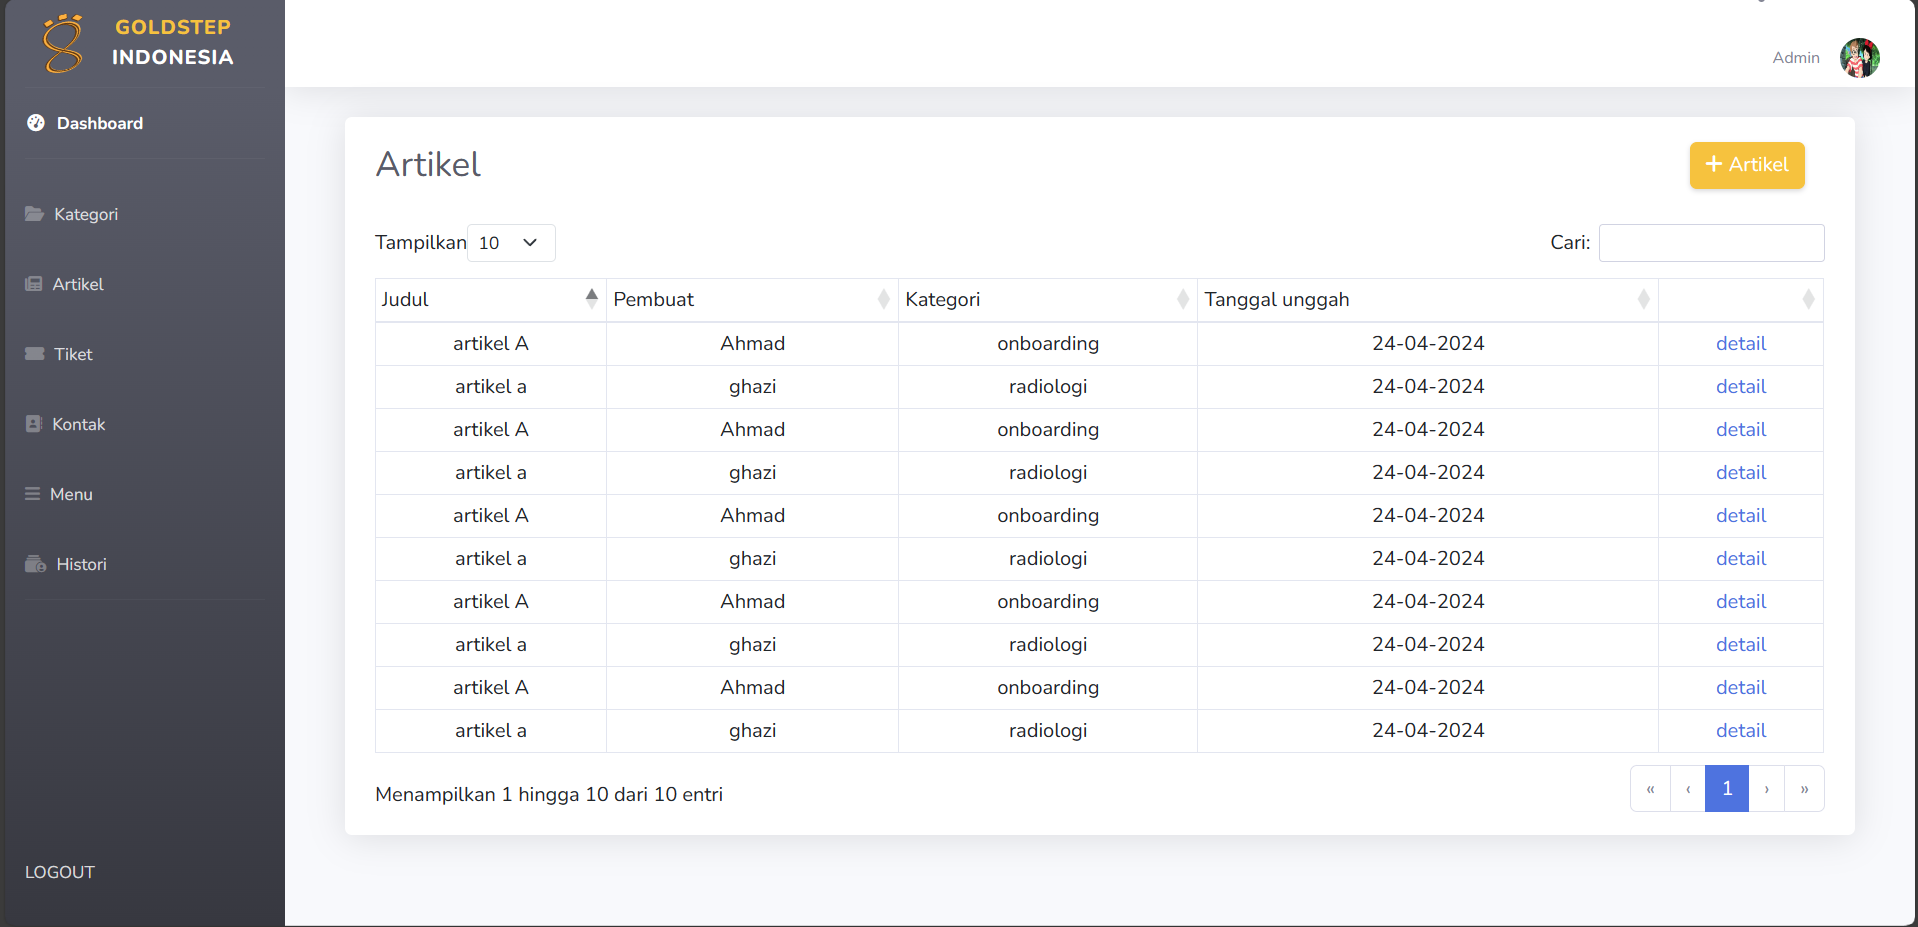 GOLDSTEP
INDONESIA
Admin
Dashboard
Kategori
Artikel
Tiket
Kontak
Menu
Histori
LOGOUT
Artikel
+ Artikel
Tampilkan 10
Cari:
Judul Pembuat Kategori Tanggal unggah
artikel A Ahmad onboarding 24-04-2024 detail
artikel a ghazi radiologi 24-04-2024 detail
artikel A Ahmad onboarding 24-04-2024 detail
artikel a ghazi radiologi 24-04-2024 detail
artikel A Ahmad onboarding 24-04-2024 detail
artikel a ghazi radiologi 24-04-2024 detail
artikel A Ahmad onboarding 24-04-2024 detail
artikel a ghazi radiologi 24-04-2024 detail
artikel A Ahmad onboarding 24-04-2024 detail
artikel a ghazi radiologi 24-04-2024 detail
Menampilkan 1 hingga 10 dari 10 entri
« ‹ 1 › »